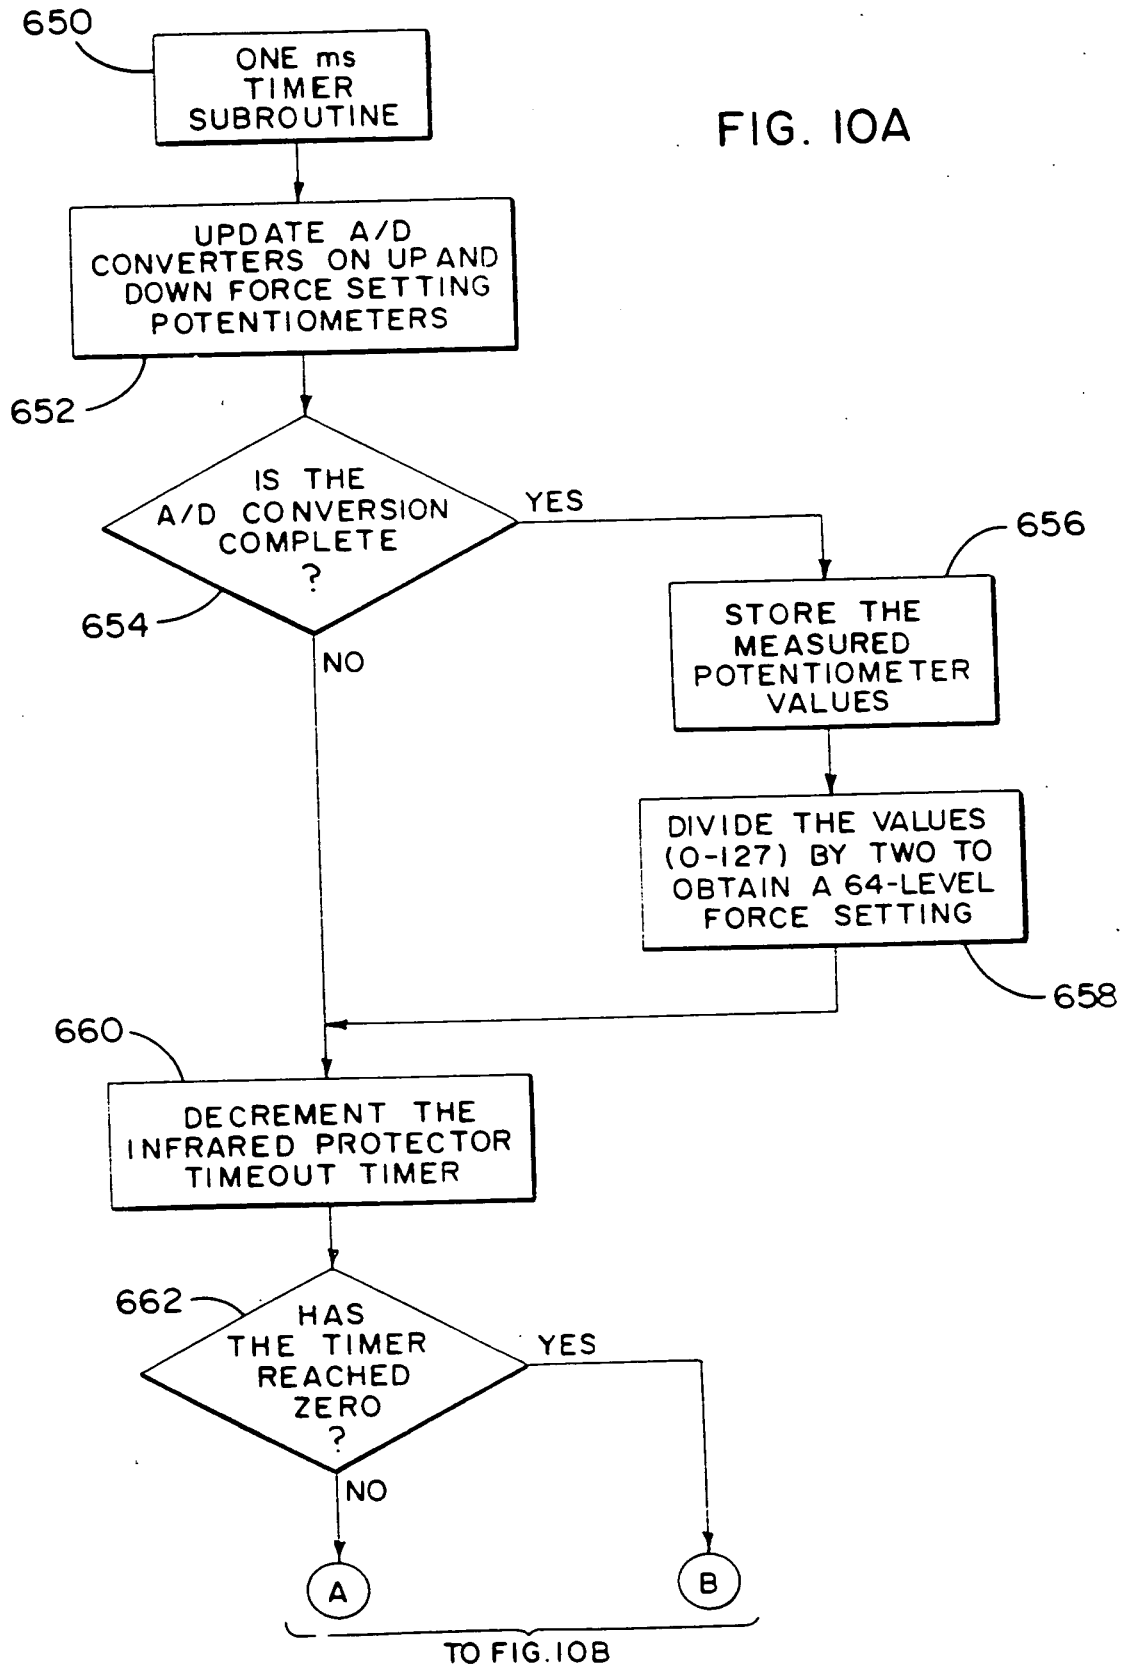 650
ONE ms
TIMER
SUBROUTINE
FIG. 10A
UPDATE A/D
CONVERTERS ON UP AND
DOWN FORCE SETTING
POTENTIOMETERS
652
IS THE
A/D CONVERSION
COMPLETE
?
YES
654
NO
656
STORE THE
MEASURED
POTENTIOMETER
VALUES
DIVIDE THE VALUES
(0-127) BY TWO TO
OBTAIN A 64-LEVEL
FORCE SETTING
658
660
DECREMENT THE
INFRARED PROTECTOR
TIMEOUT TIMER
662
HAS
THE TIMER
REACHED
ZERO
?
YES
NO
A
B
TO FIG. 10B